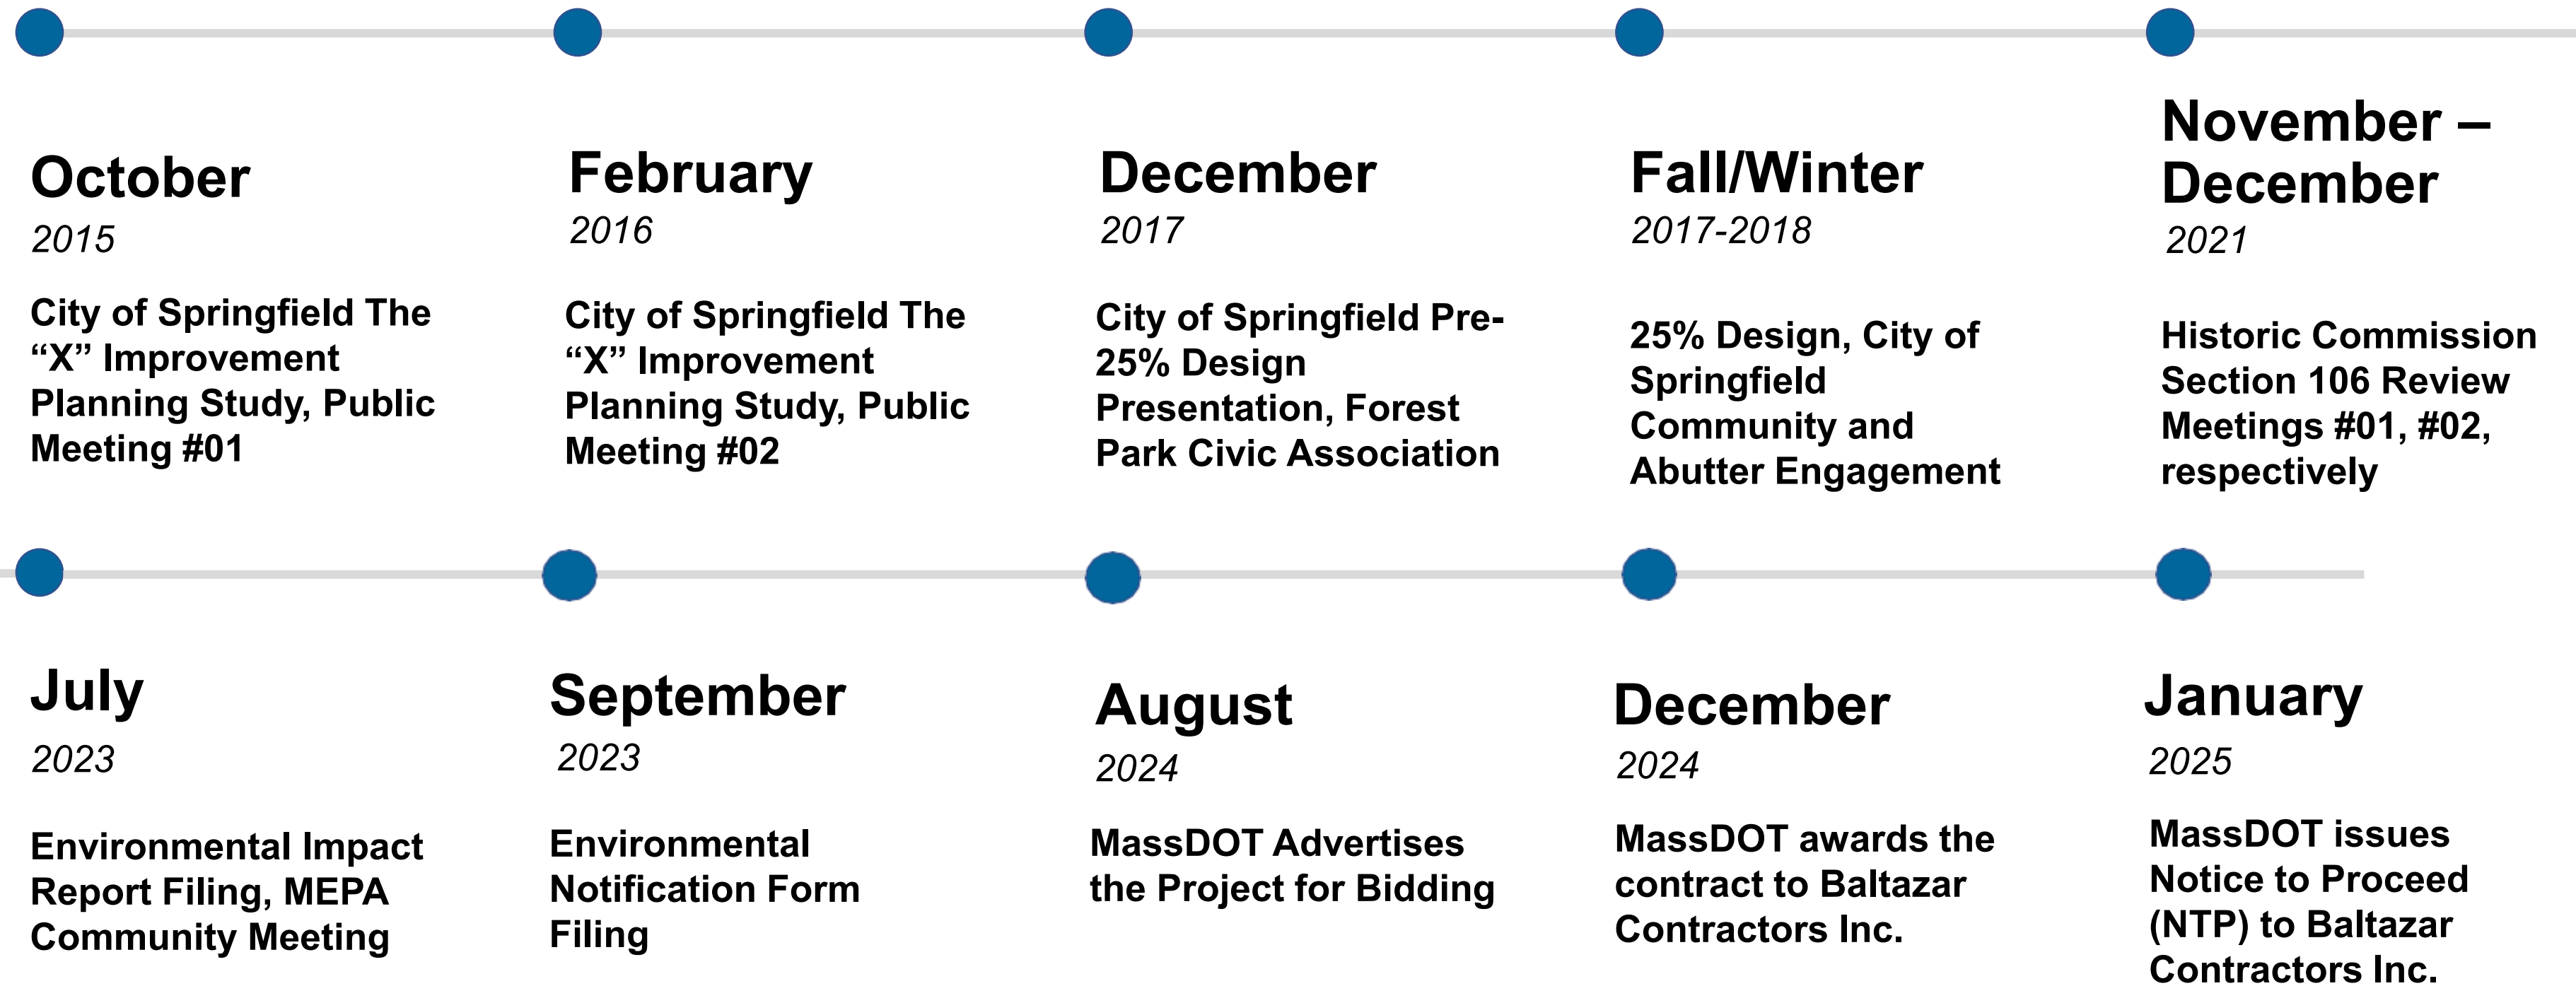 October
2015
City of Springfield The
“X” Improvement
Planning Study, Public
Meeting #01
February
2016
City of Springfield The
“X” Improvement
Planning Study, Public
Meeting #02
December
2017
City of Springfield Pre-
25% Design
Presentation, Forest
Park Civic Association
Fall/Winter
2017-2018
25% Design, City of
Springfield
Community and
Abutter Engagement
November –
December
2021
Historic Commission
Section 106 Review
Meetings #01, #02,
respectively
July
2023
Environmental Impact
Report Filing, MEPA
Community Meeting
September
2023
Environmental
Notification Form
Filing
August
2024
MassDOT Advertises
the Project for Bidding
December
2024
MassDOT awards the
contract to Baltazar
Contractors Inc.
January
2025
MassDOT issues
Notice to Proceed
(NTP) to Baltazar
Contractors Inc.